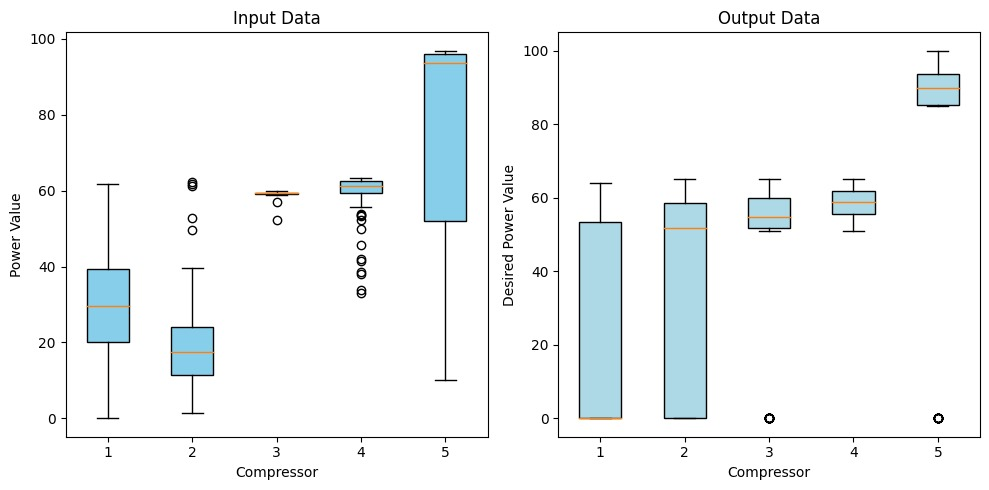 Input Data
Power Value
100
80
60
40
20
0
1 2 3 4 5
Compressor
Output Data
Desired Power Value
100
80
60
40
20
0
1 2 3 4 5
Compressor